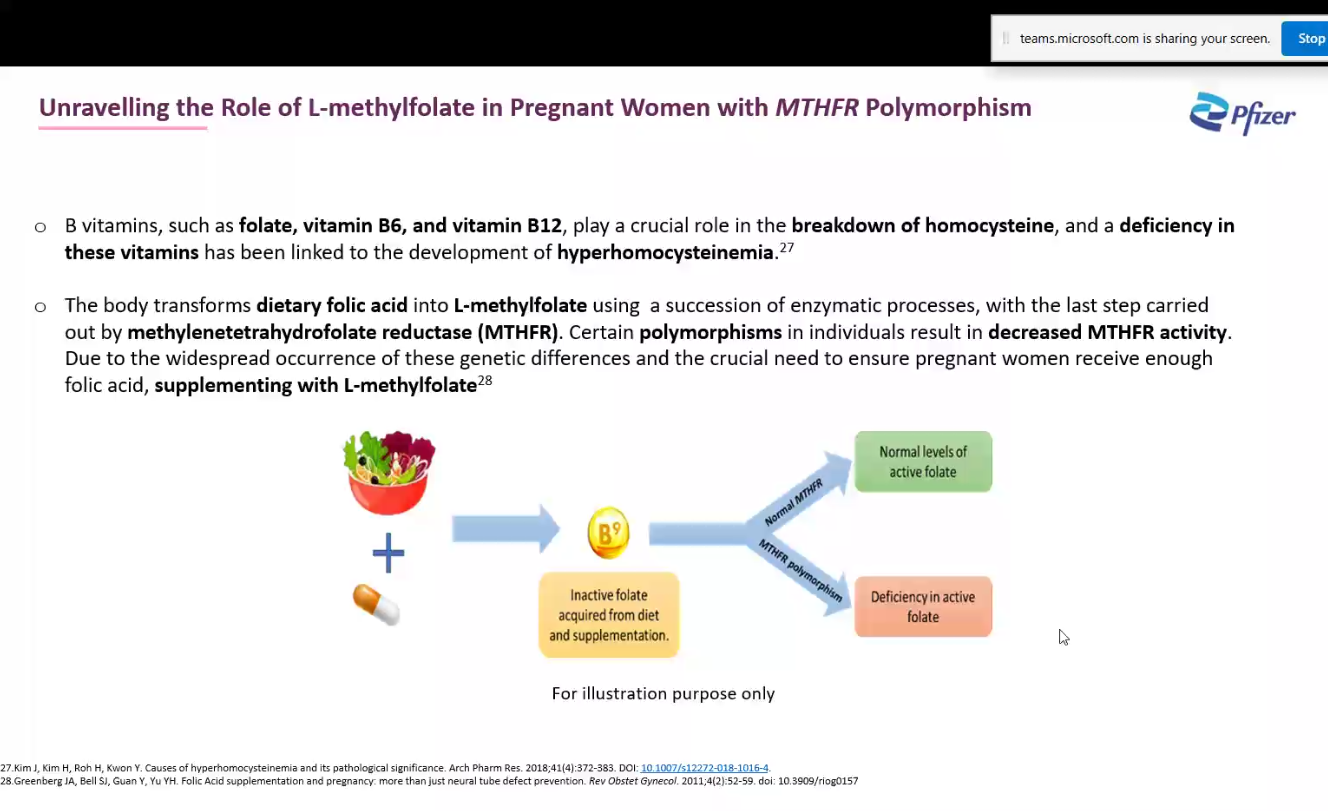 teams.microsoft.com is sharing your screen.
Stop
Unravelling the Role of L-methylfolate in Pregnant Women with MTHFR Polymorphism
Pfizer
o B vitamins, such as folate, vitamin B6, and vitamin B12, play a crucial role in the breakdown of homocysteine, and a deficiency in
these vitamins has been linked to the development of hyperhomocysteinemia.27
o The body transforms dietary folic acid into L-methylfolate using a succession of enzymatic processes, with the last step carried
out by methylenetetrahydrofolate reductase (MTHFR). Certain polymorphisms in individuals result in decreased MTHFR activity.
Due to the widespread occurrence of these genetic differences and the crucial need to ensure pregnant women receive enough
folic acid, supplementing with L-methylfolate28
Normal levels of
active folate
Normal MTHFR
B9
MTHFR polymorphism
Inactive folate
acquired from diet
and supplementation.
Deficiency in active
folate
For illustration purpose only
27.Kim J, Kim H, Roh H, Kwon Y. Causes of hyperhomocysteinemia and its pathological significance. Arch Pharm Res. 2018;41(4):372-383. DOI: 10.1007/s12272-018-1016-4.
28.Greenberg JA, Bell SJ, Guan Y, Yu YH. Folic Acid supplementation and pregnancy: more than just neural tube defect prevention. Rev Obstet Gynecol. 2011;4(2):52-59. doi: 10.3909/riog0157